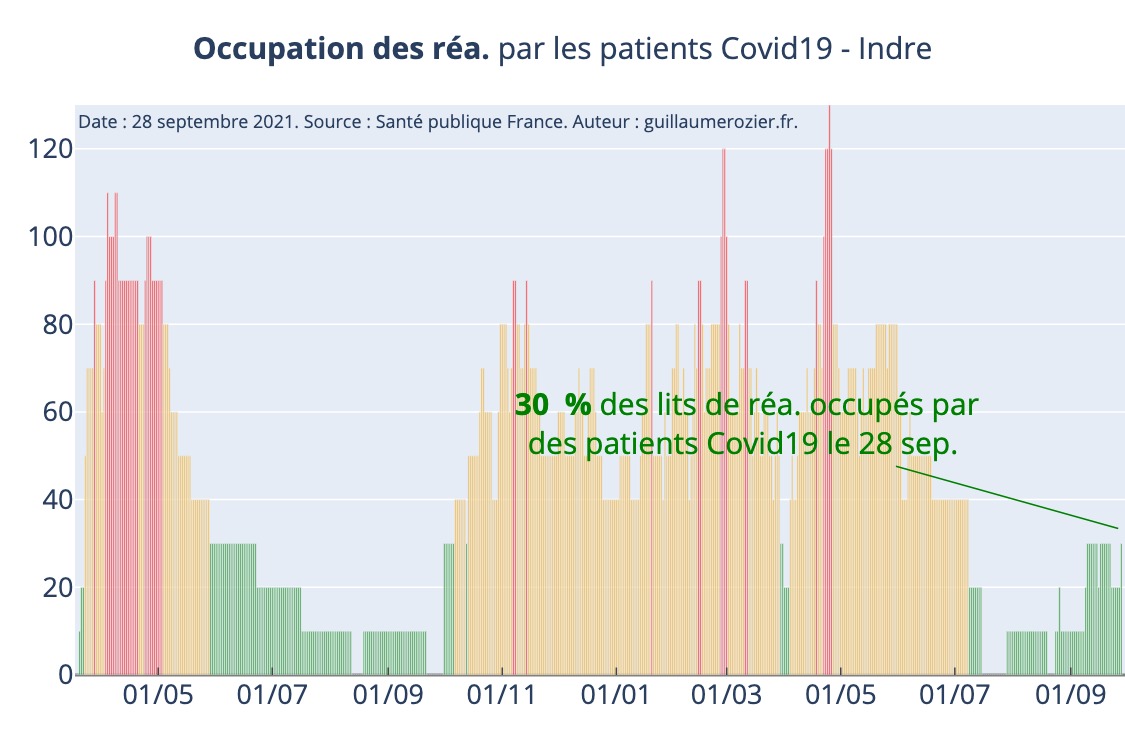 Occupation des réa. par les patients Covid19 - Indre
Date : 28 septembre 2021. Source : Santé publique France. Auteur : guillaumerozier.fr.
120
100
80
60
40
20
0
30 % des lits de réa. occupés par
des patients Covid19 le 28 sep.
01/05 01/07 01/09 01/11 01/01 01/03 01/05 01/07 01/09